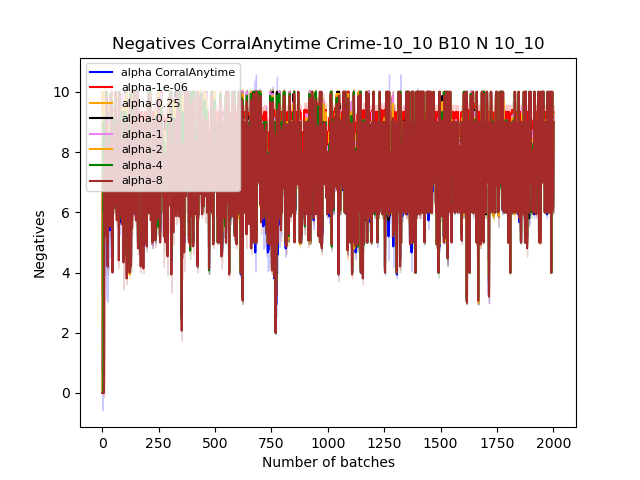 Negatives CorralAnytime Crime-10_10 B10 N 10_10
alpha CorralAnytime
alpha-1e-06
alpha-0.25
alpha-0.5
alpha-1
alpha-2
alpha-4
alpha-8
Negatives
10
8
6
4
2
0
0 250 500 750 1000 1250 1500 1750 2000
Number of batches